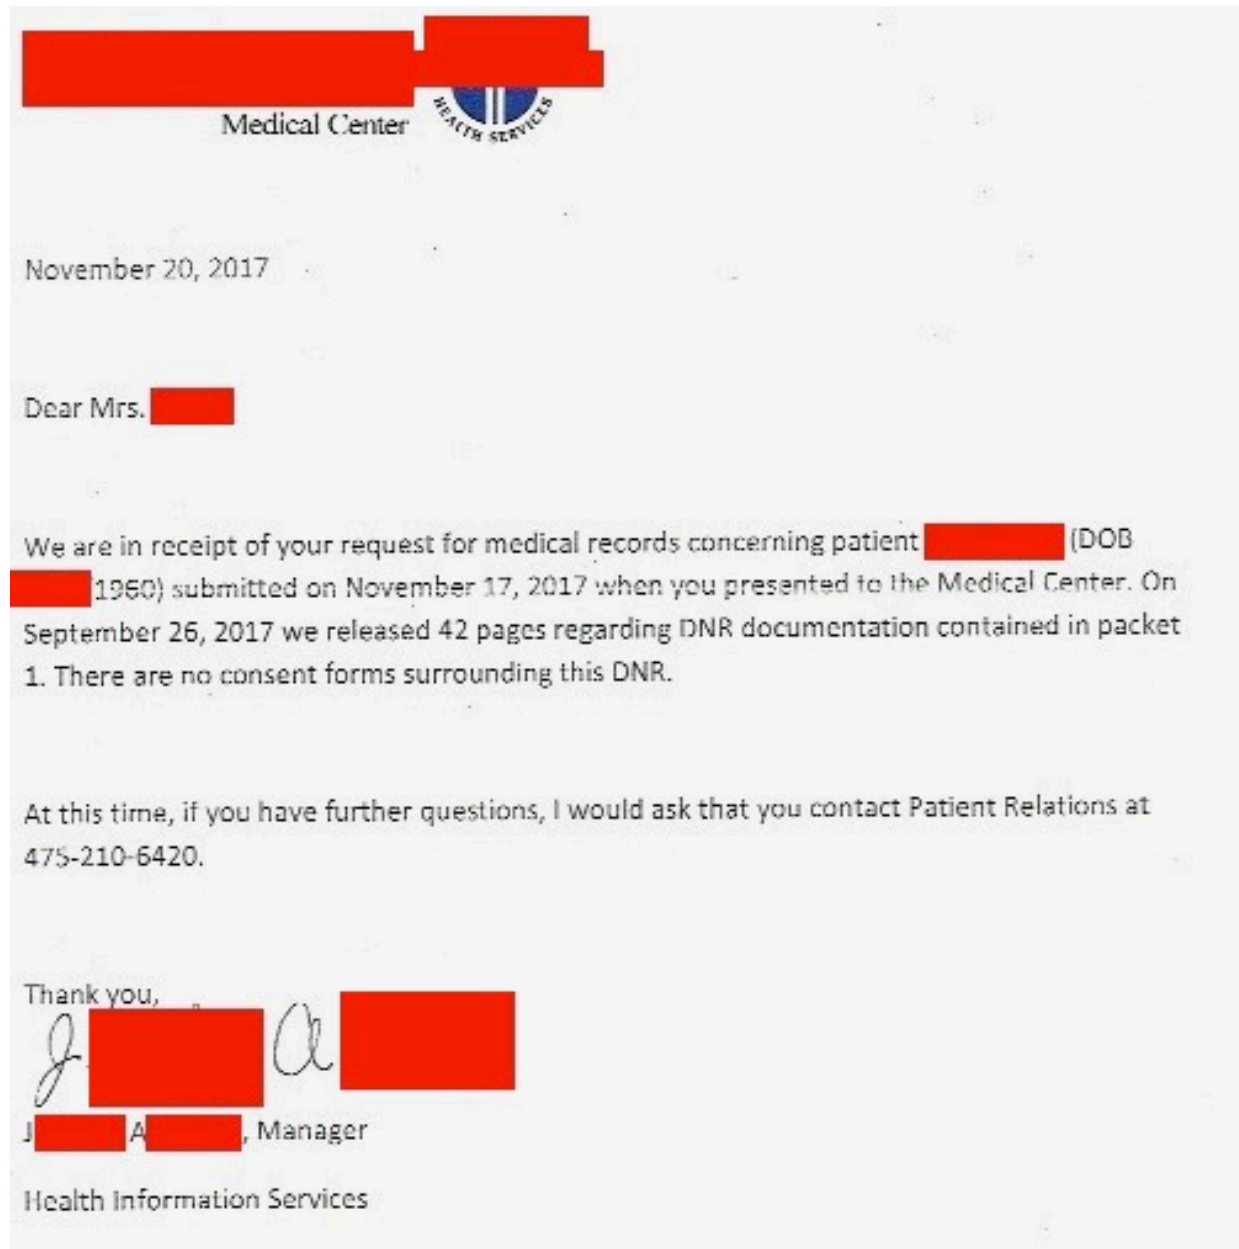 Medical Center
HEALTH SERVICES
November 20, 2017
Dear Mrs.
We are in receipt of your request for medical records concerning patient (DOB
1960) submitted on November 17, 2017 when you presented to the Medical Center. On
September 26, 2017 we released 42 pages regarding DNR documentation contained in packet
1. There are no consent forms surrounding this DNR.
At this time, if you have further questions, I would ask that you contact Patient Relations at
475-210-6420.
Thank you,
J A
J A , Manager
Health Information Services